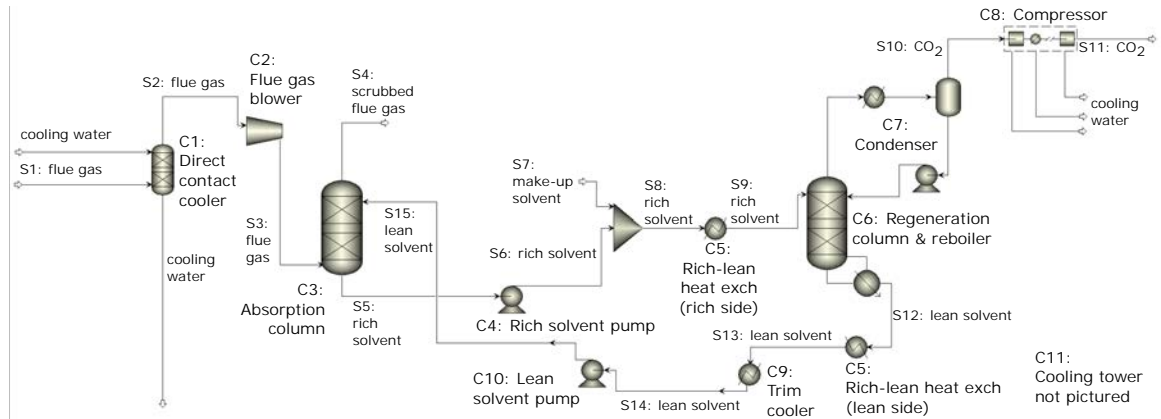 C8: Compressor
S10: CO2
S11: CO2
cooling
water
C2:
Flue gas
blower
S2: flue gas
S4:
scrubbed
flue gas
C7:
Condenser
cooling water
S1: flue gas
C1:
Direct
contact
cooler
S7:
make-up
solvent
S8:
rich
solvent
S9:
rich
solvent
S3:
flue
gas
S15:
lean
solvent
S6: rich solvent
C5:
Rich-lean
heat exch
(rich side)
C6: Regeneration
column & reboiler
cooling
water
C3:
Absorption
column
S5:
rich
solvent
C4: Rich solvent pump
S12: lean solvent
S13: lean solvent
C10: Lean
solvent pump
S14: lean solvent
C9:
Trim
cooler
C5:
Rich-lean heat exch
(lean side)
C11:
Cooling tower
not pictured